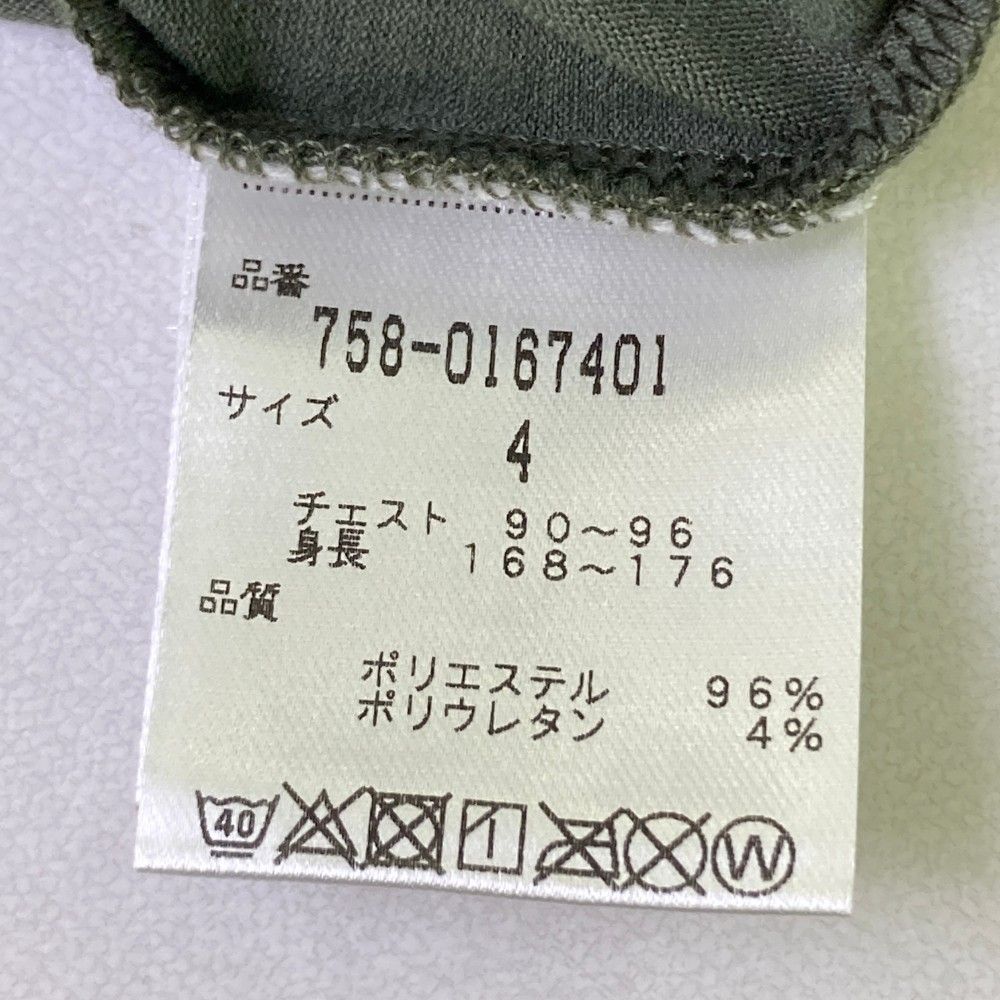 品番
758-0167401
サイズ
4
チェスト 90～96
身長 168～176
品質
ポリエステル 96%
ポリウレタン 4%
40 W